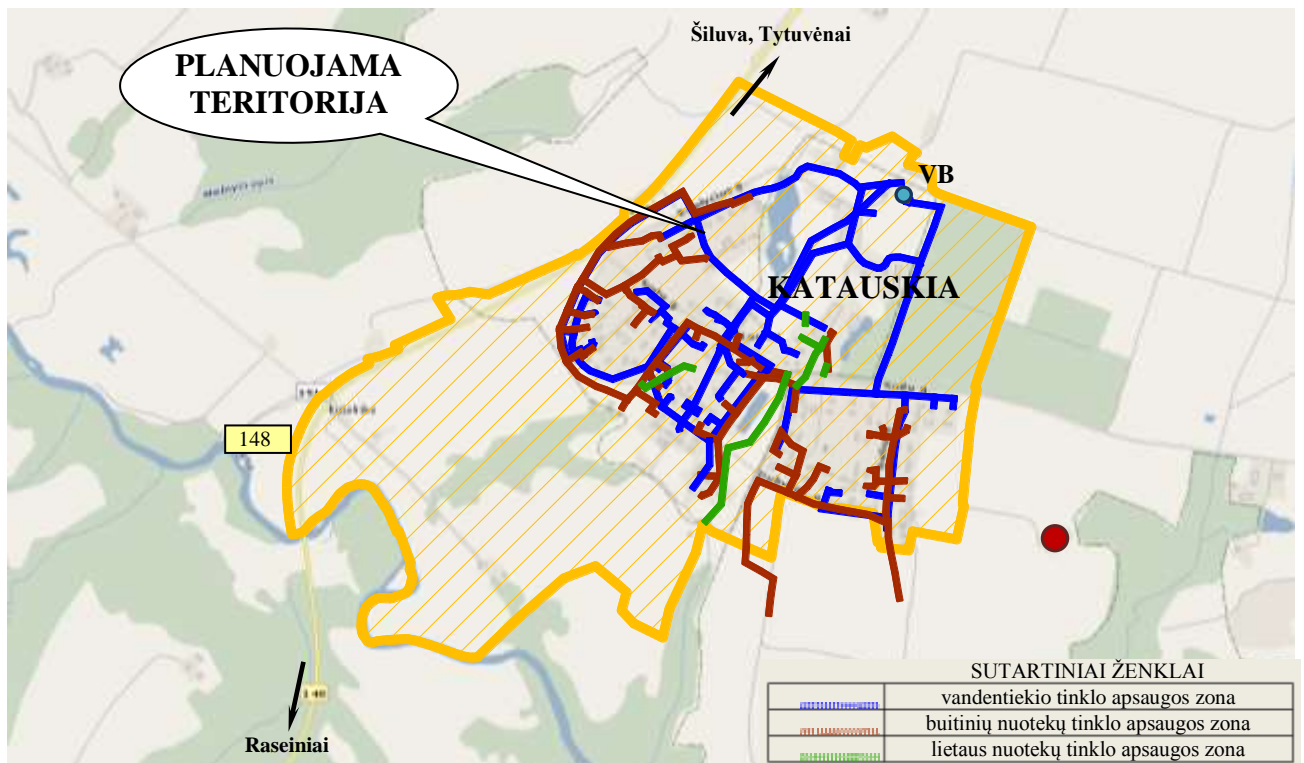 Šiluva, Tytuvėnai
PLANUOJAMA
TERITORIJA
VB
KATAUSKIA
148
Raseiniai
SUTARTINIAI ŽENKLAI
vandentiekio tinklo apsaugos zona
buitinių nuotekų tinklo apsaugos zona
lietaus nuotekų tinklo apsaugos zona